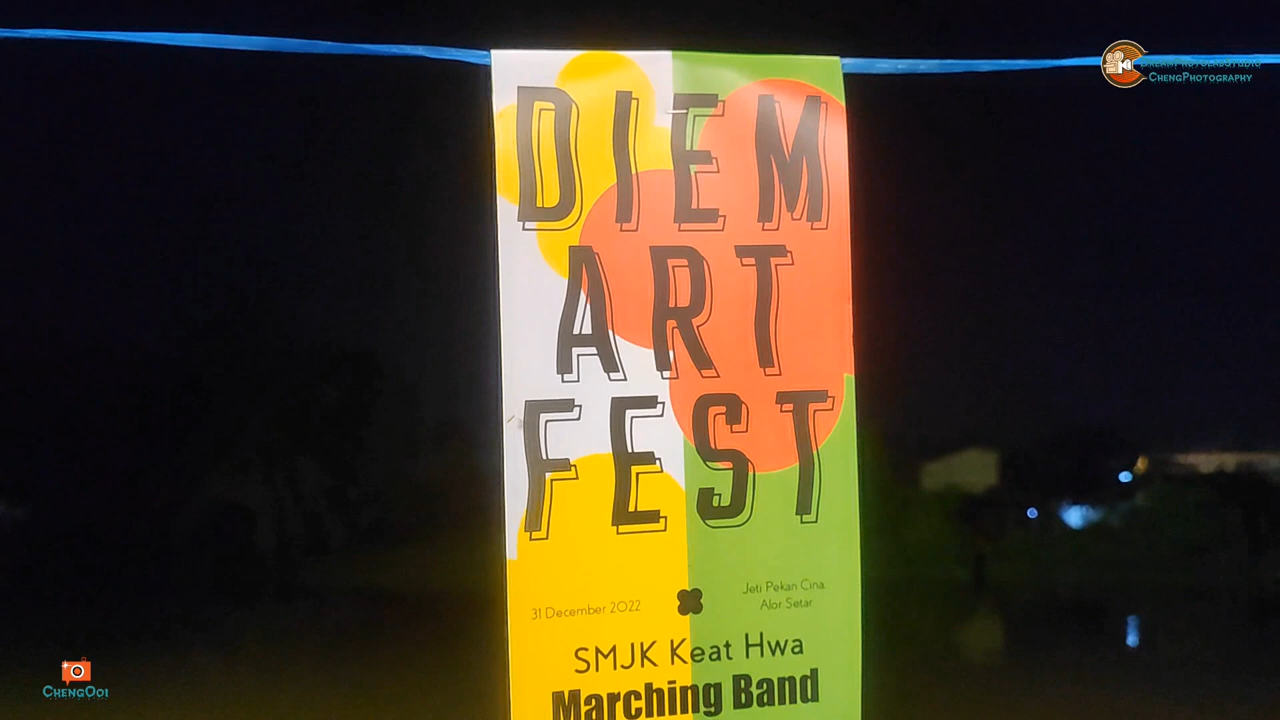 DIEM
ART
FEST
31 December 2022
Jeti Pekan Cina.
Alor Setar
SMJK Keat Hwa
Marching Band
ChengPhotography
ChengOoi